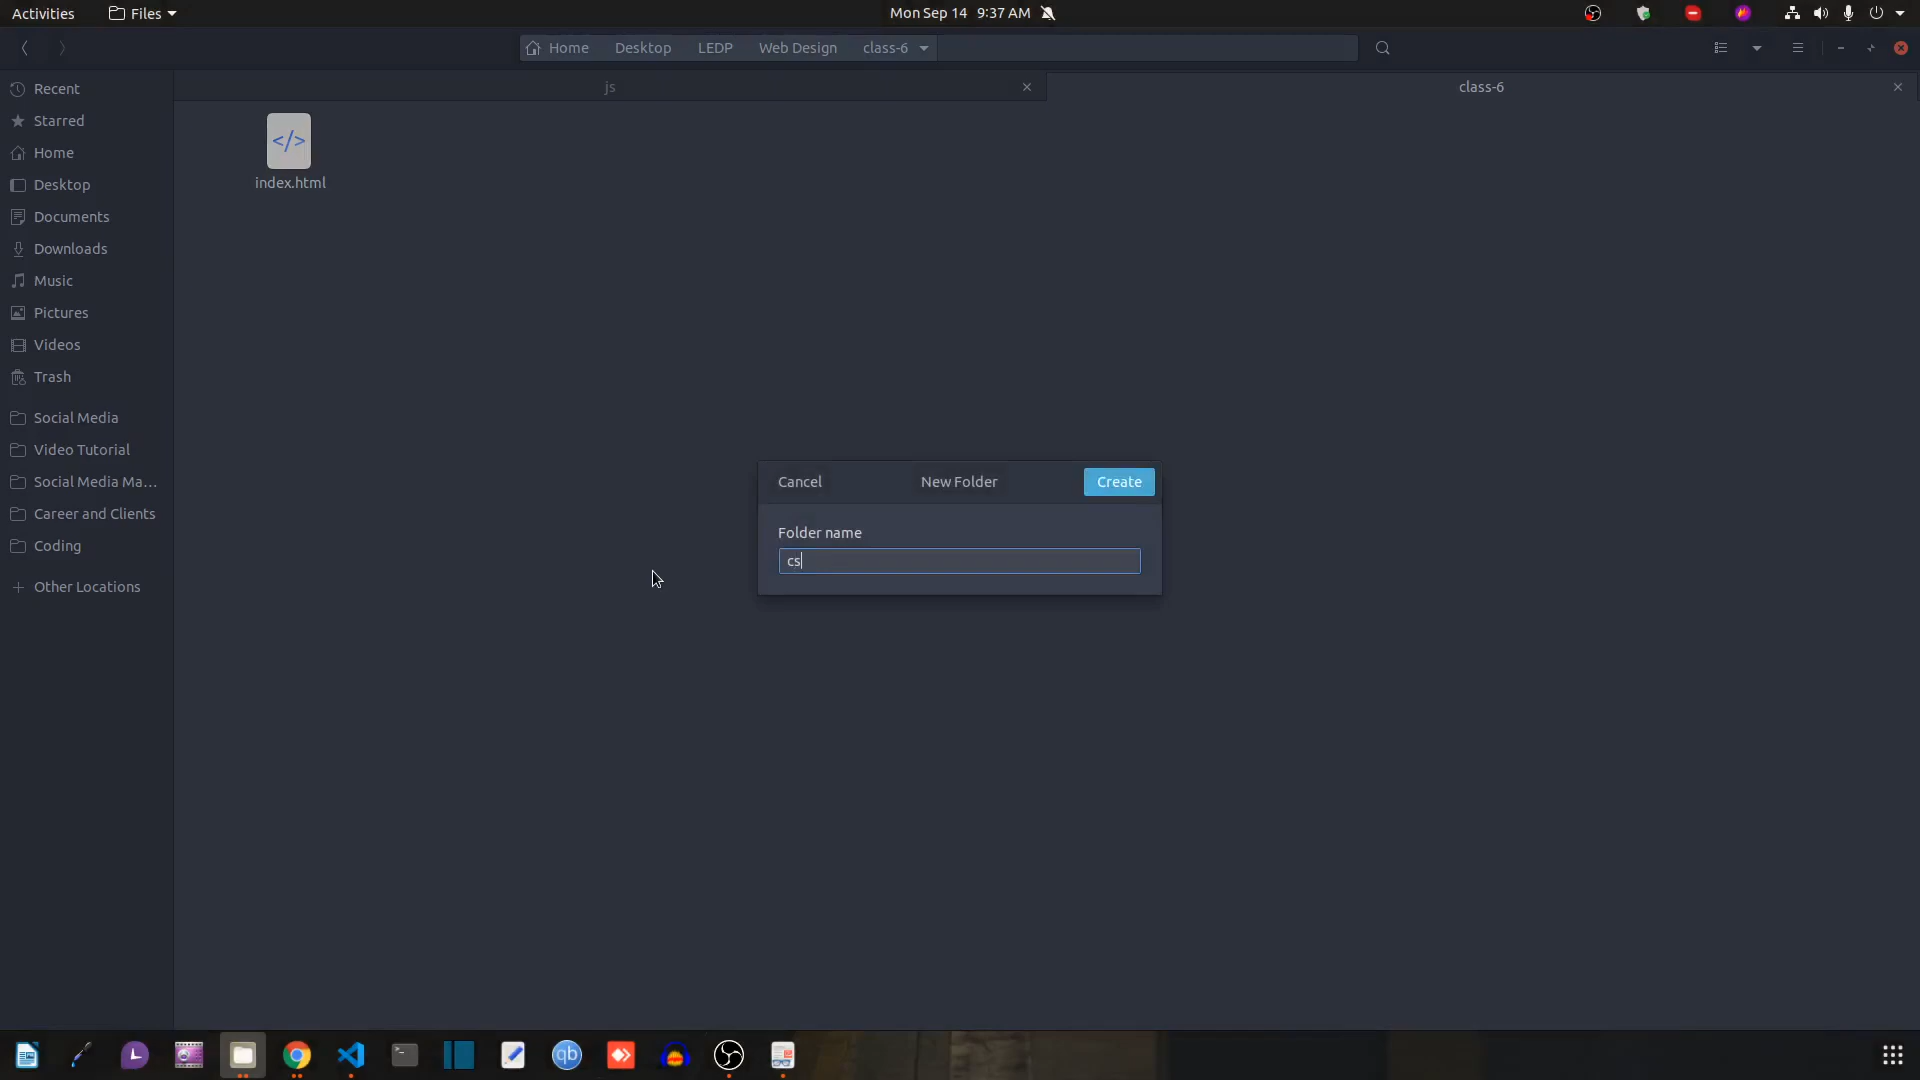 Activities Files Mon Sep 14 9:37 AM
Home Desktop LEDP Web Design class-6
js class-6
Recent
Starred
Home
Desktop
Documents
Downloads
Music
Pictures
Videos
Trash
Social Media
Video Tutorial
Social Media Ma...
Career and Clients
Coding
Other Locations
</>
index.html
Cancel New Folder Create
Folder name
cs
qb